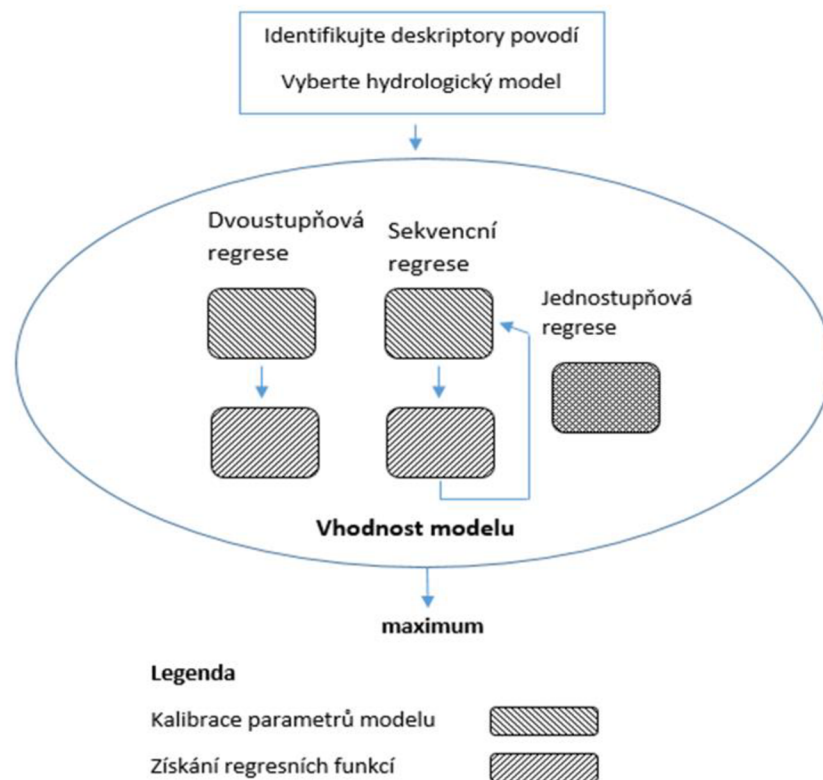 Identifikujte deskriptory povodí
Vyberte hydrologický model
Dvoustupňová
regrese
Sekvencní
regrese
Jednostupňová
regrese
Vhodnost modelu
maximum
Legenda
Kalibrace parametrů modelu
Získání regresních funkcí